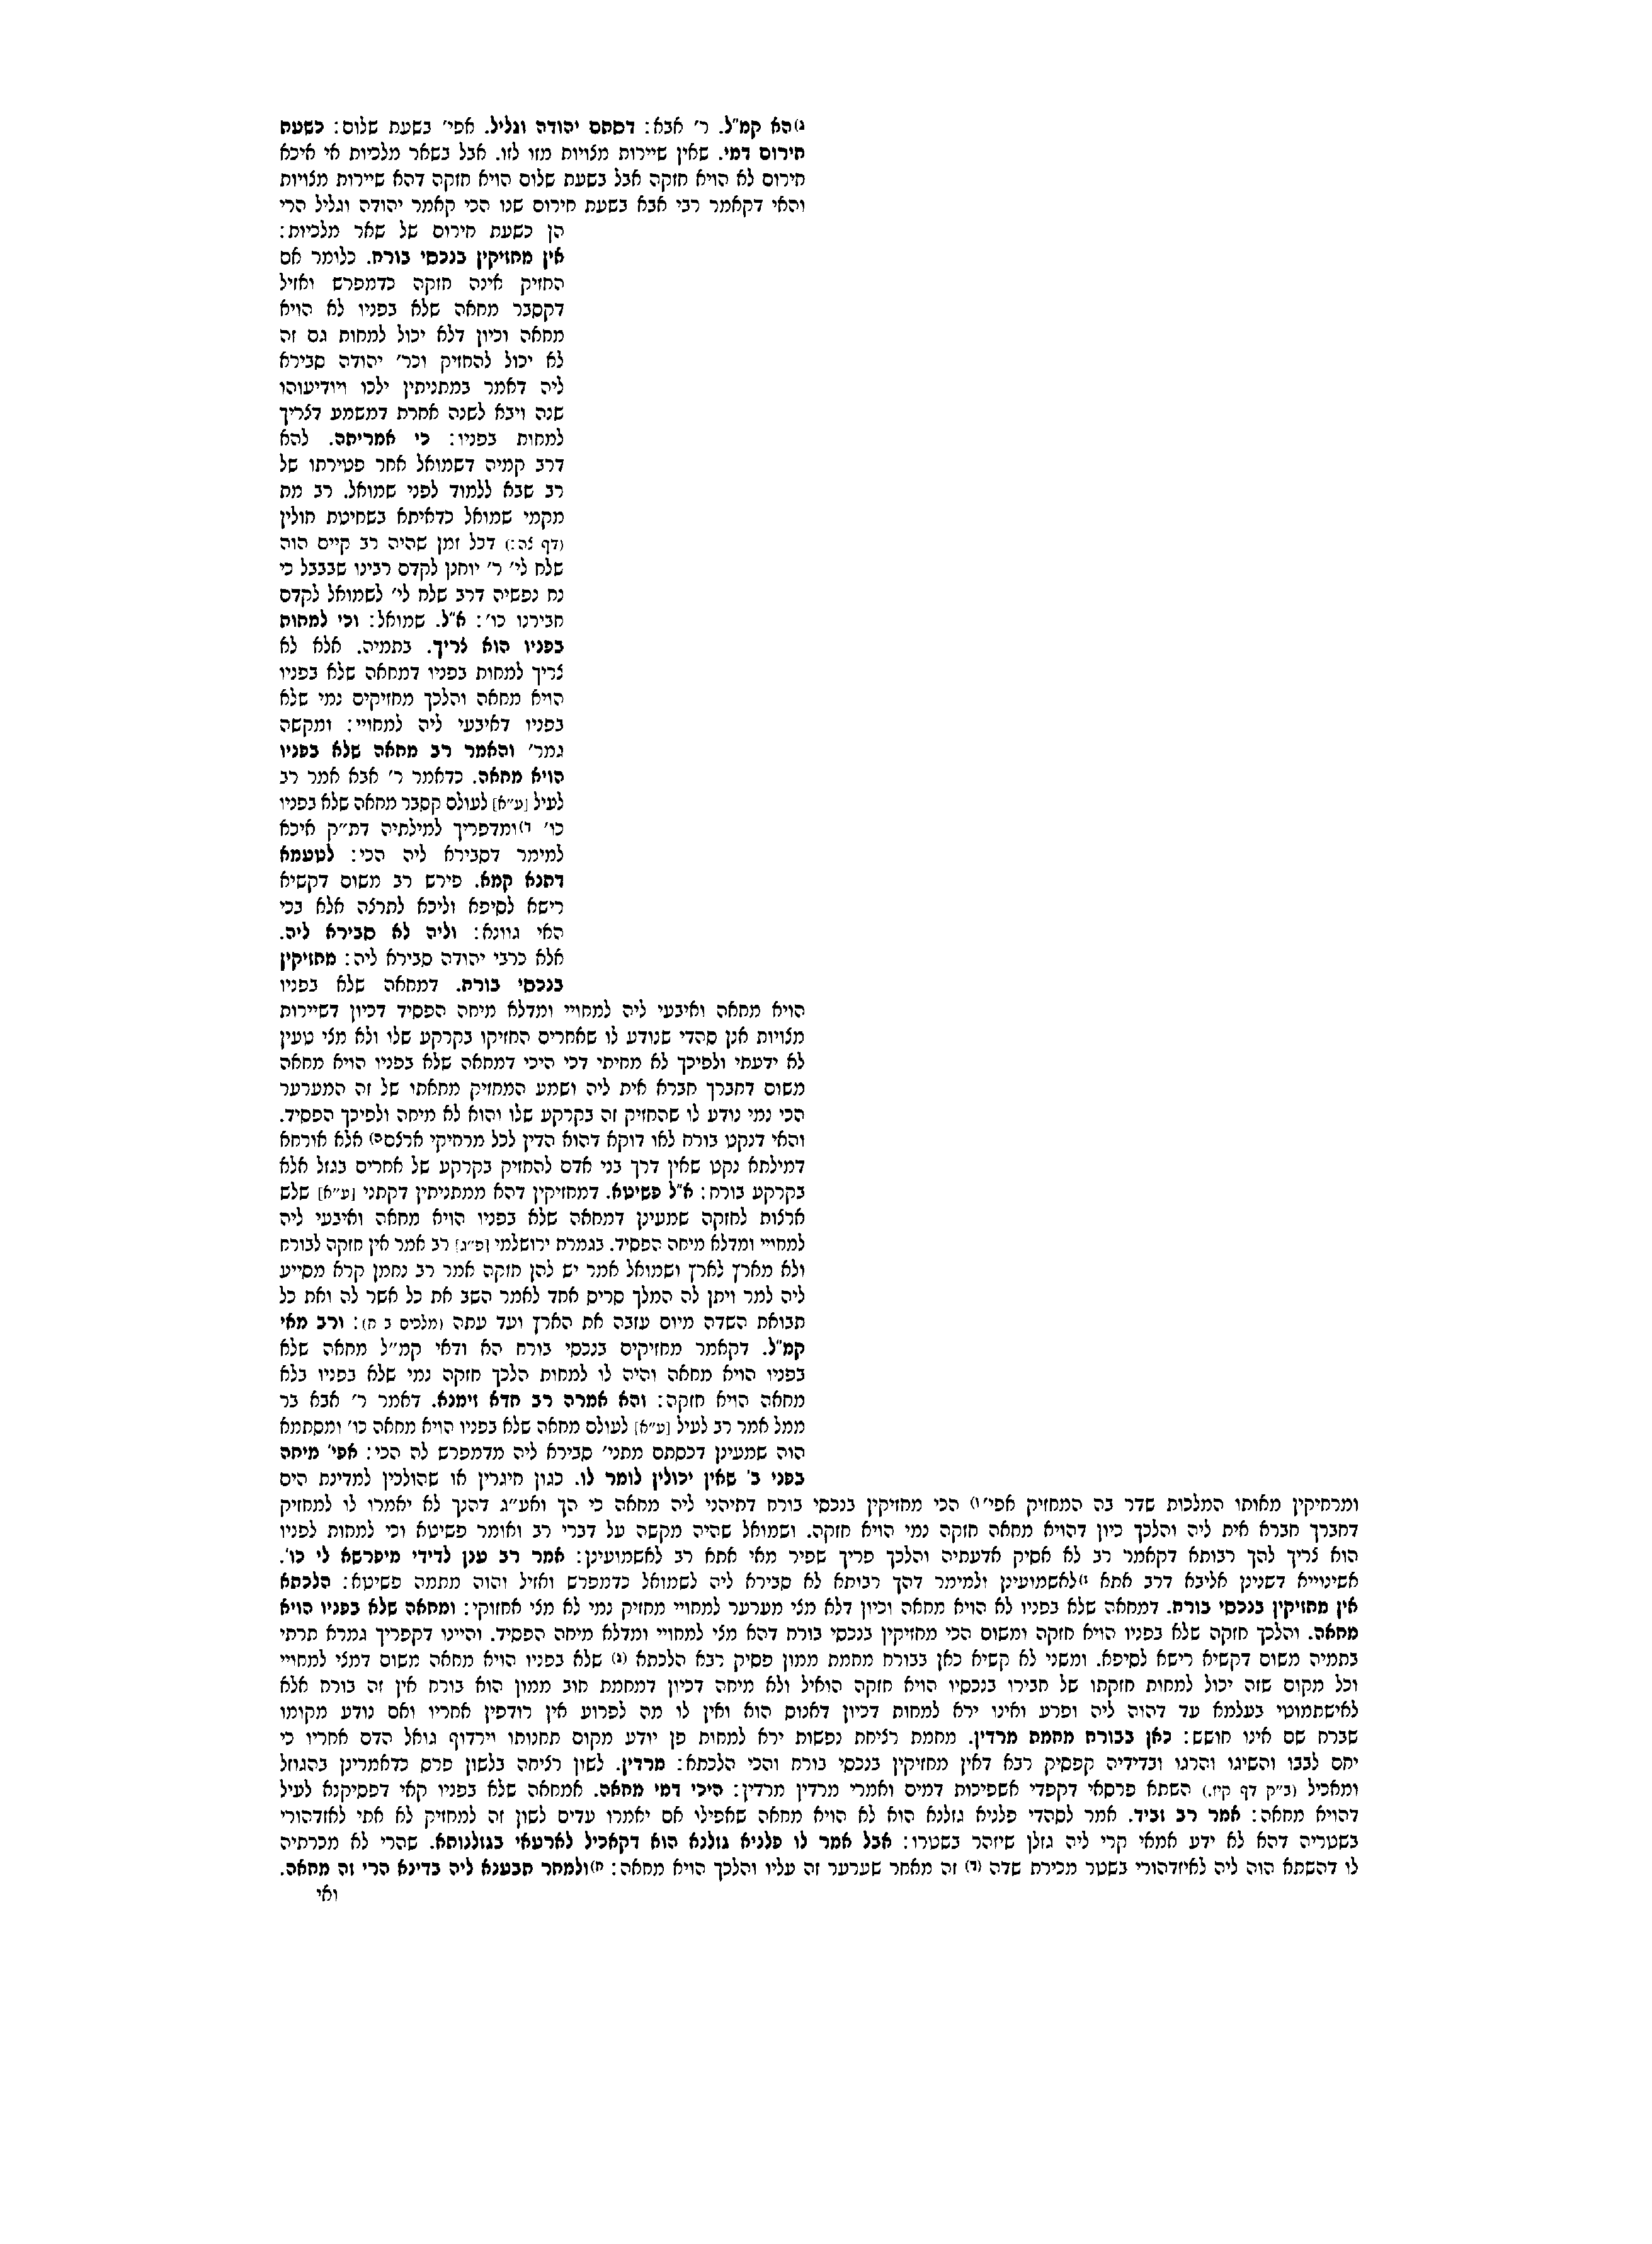 ג)הא קמ"ל. ר' אבא: דסתם יהודה וגליל. אפי' בשעת שלום: כשעת
חירום דמי. שאין שיירות מצויות מזו לזו. אבל בשאר מלכיות אי איכא
חירום לא הויא חזקה אבל בשעת שלום הויא חזקה דהא שיירות מצויות
והאי דקאמר רבי אבא בשעת חירום שנו הכי קאמר יהודה וגליל הרי
הן כשעת חירום של שאר מלכיות:
אין מחזיקין בנכסי בורח. כלומר אם
החזיק אינה חזקה כדמפרש ואזיל
דקסבר מחאה שלא בפניו לא הויא
מחאה וכיון דלא יכול למחות גם זה
לא יכול להחזיק וכר' יהודה סבירא
ליה דאמר במתניתין ילכו ויודיעוהו
שנה ויבא לשנה אחרת דמשמע דצריך
למחות בפניו: כי אמריתה. להא
דרב קמיה דשמואל אחר פטירתו של
רב שבא ללמוד לפני שמואל. רב מת
מקמי שמואל כדאיתא בשחיטת חולין
(דף צה:) דכל זמן שהיה רב קיים הוה
שלח לי' ר' יוחנן לקדם רבינו שבבבל כי
נח נפשיה דרב שלח לי' לשמואל לקדם
חבירנו כו': א"ל. שמואל: וכי למחות
בפניו הוא צריך. בתמיה. אלא לא
צריך למחות בפניו דמחאה שלא בפניו
הויא מחאה והלכך מחזיקים נמי שלא
בפניו דאיבעי ליה למחויי: ומקשה
גמר' והאמר רב מחאה שלא בפניו
הויא מחאה. כדאמר ר' אבא אמר רב
לעיל [ע"א] לעולם קסבר מחאה שלא בפניו
כו' ד)ומדפריך למילתיה דת"ק איכא
למימר דסבירא ליה הכי: לטעמא
דתנא קמא. פירש רב משום דקשיא
רישא לסיפא וליכא לתרצה אלא בכי
האי גוונא: וליה לא סבירא ליה.
אלא כרבי יהודה סבירא ליה: מחזיקין
בנכסי בורח. דמחאה שלא בפניו
הויא מחאה ואיבעי ליה למחויי ומדלא מיחה הפסיד דכיון דשיירות
מצויות אנן סהדי שנודע לו שאחרים החזיקו בקרקע שלו ולא מצי טעין
לא ידעתי ולפיכך לא מחיתי דכי היכי דמחאה שלא בפניו הויא מחאה
משום דחברך חברא אית ליה ושמע המחזיק מחאתו של זה המערער
הכי נמי נודע לו שהחזיק זה בקרקע שלו והוא לא מיחה ולפיכך הפסיד.
והאי דנקט בורח לאו דוקא דהוא הדין לכל מרחיקי ארצם ה) אלא אורחא
דמילתא נקט שאין דרך בני אדם להחזיק בקרקע של אחרים בגזל אלא
בקרקע בורח: א"ל פשיטא. דמחזיקין דהא ממתניתין דקתני [ע"א] שלש
ארצות לחזקה שמעינן דמחאה שלא בפניו הויא מחאה ואיבעי ליה
למחויי ומדלא מיחה הפסיד. בגמרת ירושלמי [פ"ג] רב אמר אין חזקה לבורח
ולא מארץ לארץ ושמואל אמר יש להן חזקה אמר רב נחמן קרא מסייע
ליה למר ויתן לה המלך סריס אחד לאמר השב את כל אשר לה ואת כל
תבואת השדה מיום עזבה את הארץ ועד עתה (מלכים ב ח): ורב מאי
קמ"ל. דקאמר מחזיקים בנכסי בורח הא ודאי קמ"ל מחאה שלא
בפניו הויא מחאה והיה לו למחות הלכך חזקה נמי שלא בפניו בלא
מחאה הויא חזקה: והא אמרה רב חדא זימנא. דאמר ר' אבא בר
ממל אמר רב לעיל [ע"א] לעולם מחאה שלא בפניו הויא מחאה כו' ומסתמא
הוה שמעינן דכסתם מתני' סבירא ליה מדמפרש לה הכי: אפי' מיחה
בפני ב' שאין יכולין לומר לו. כגון חיגרין או שהולכין למדינת הים
ומרחיקין מאותו המלכות שדר בה המחזיק אפי' ו) הכי מחזיקין בנכסי בורח דתיהני ליה מחאה כי הך ואע"ג דהנך לא יאמרו לו למחזיק
דחברך חברא אית ליה והלכך כיון דהויא מחאה חזקה נמי הויא חזקה. ושמואל שהיה מקשה על דברי רב ואומר פשיטא וכי למחות לפניו
הוא צריך להך רבותא דקאמר רב לא אסיק אדעתיה והלכך פריך שפיר מאי אתא רב לאשמועינן: אמר רב ענן לדידי מיפרשא לי כו'.
אשינוייא דשנינן אליבא דרב אתא ז)לאשמועינן ולמימר דהך רבותא לא סבירא ליה לשמואל כדמפרש ואזיל והוה מתמה פשיטא: הלכתא
אין מחזיקין בנכסי בורח. דמחאה שלא בפניו לא הויא מחאה וכיון דלא מצי מערער למחויי מחזיק נמי לא מצי אחזוקי: ומחאה שלא בפניו הויא
מחאה. והלכך חזקה שלא בפניו הויא חזקה ומשום הכי מחזיקין בנכסי בורח דהא מצי למחויי ומדלא מיחה הפסיד. והיינו דקפריך גמרא תרתי
בתמיה משום דקשיא רישא לסיפא. ומשני לא קשיא כאן בבורח מחמת ממון פסיק רבא הלכתא (ג) שלא בפניו הויא מחאה משום דמצי למחויי
וכל מקום שזה יכול למחות חזקתו של חבירו בנכסיו הויא חזקה הואיל ולא מיחה דכיון דמחמת חוב ממון הוא בורח אין זה בורח אלא
לאישתמוטי בעלמא עד דהוה ליה ופרע ואינו ירא למחות דכיון דאנוס הוא ואין לו מה לפרוע אין רודפין אחריו ואם נודע מקומו
שברח שם אינו חושש: כאן בבורח מחמת מרדין. מחמת רציחת נפשות ירא למחות פן יודע מקום תחנותו וירדוף גואל הדם אחריו כי
יחם לבבו והשיגו והרגו ובדידיה קפסיק רבא דאין מחזיקין בנכסי בורח והכי הלכתא: מרדין. לשון רציחה בלשון פרס כדאמרינן בהגוזל
ומאכיל (ב"ק דף קיז.) השתא פרסאי דקפדי אשפיכות דמים ואמרי מרדין מרדין: היכי דמי מחאה. אמחאה שלא בפניו קאי דפסיקנא לעיל
דהויא מחאה: אמר רב זביד. אמר לסהדי פלניא גזלנא הוא לא הויא מחאה שאפילו אם יאמרו עדים לשון זה למחזיק לא אתי לאזדהורי
בשטריה דהא לא ידע אמאי קרי ליה גזלן שיזהר בשטרו: אבל אמר לו פלניא גזלנא הוא דקאכיל לארעאי בגזלנותא. שהרי לא מכרתיה
לו דהשתא הוה ליה לאיזדהורי בשטר מכירת שדה (ד) זה מאחר שערער זה עליו והלכך הויא מחאה: ח)ולמחר תבענא ליה בדינא הרי זה מחאה.
ואי